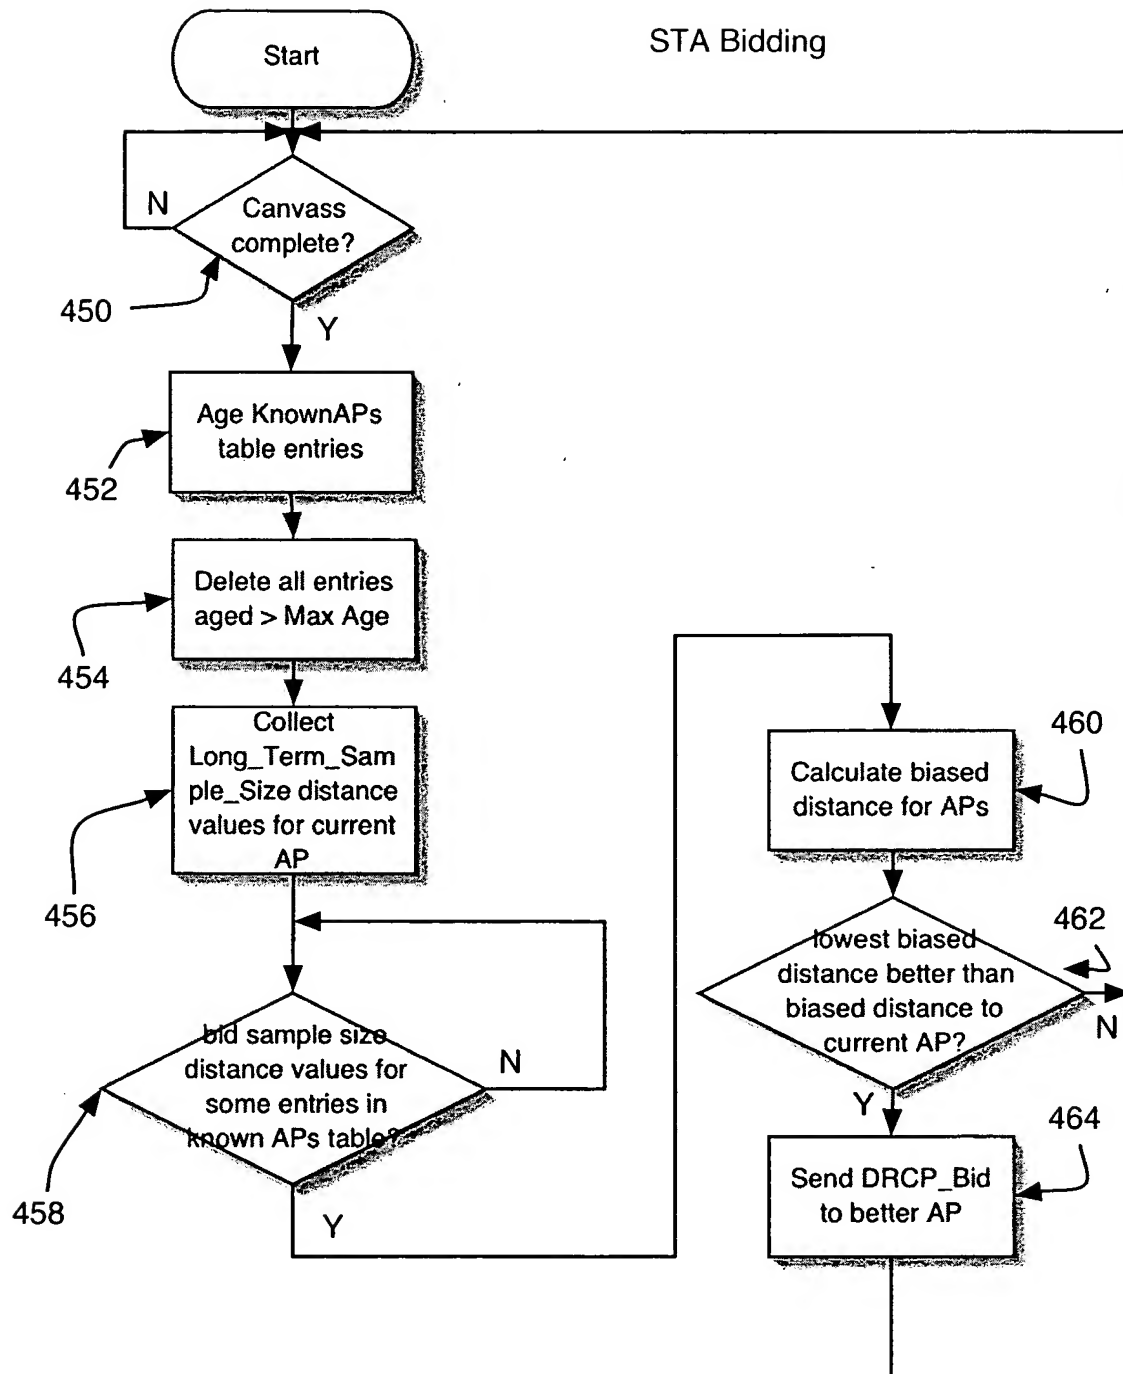 STA Bidding
Start
N
Canvass
complete?
450
Y
Age KnownAPs
table entries
452
Delete all entries
aged > Max Age
454
Collect
Long_Term_Sam
ple_Size distance
values for current
AP
456
bid sample size
distance values for
some entries in
known APs table?
N
458
Y
460
Calculate biased
distance for APs
462
lowest biased
distance better than
biased distance to
current AP?
N
Y
464
Send DRCP_Bid
to better AP